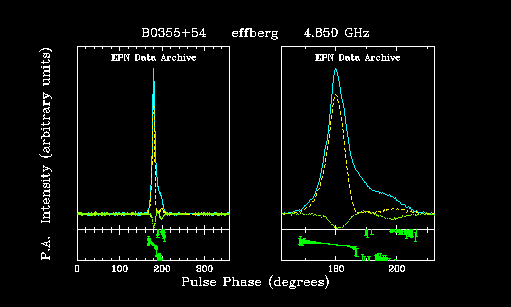 B0355+54 effberg 4.850 GHz
EPN Data Archive EPN Data Archive
P.A. Intensity (arbitrary units)
0 100 200 300 180 200
Pulse Phase (degrees)